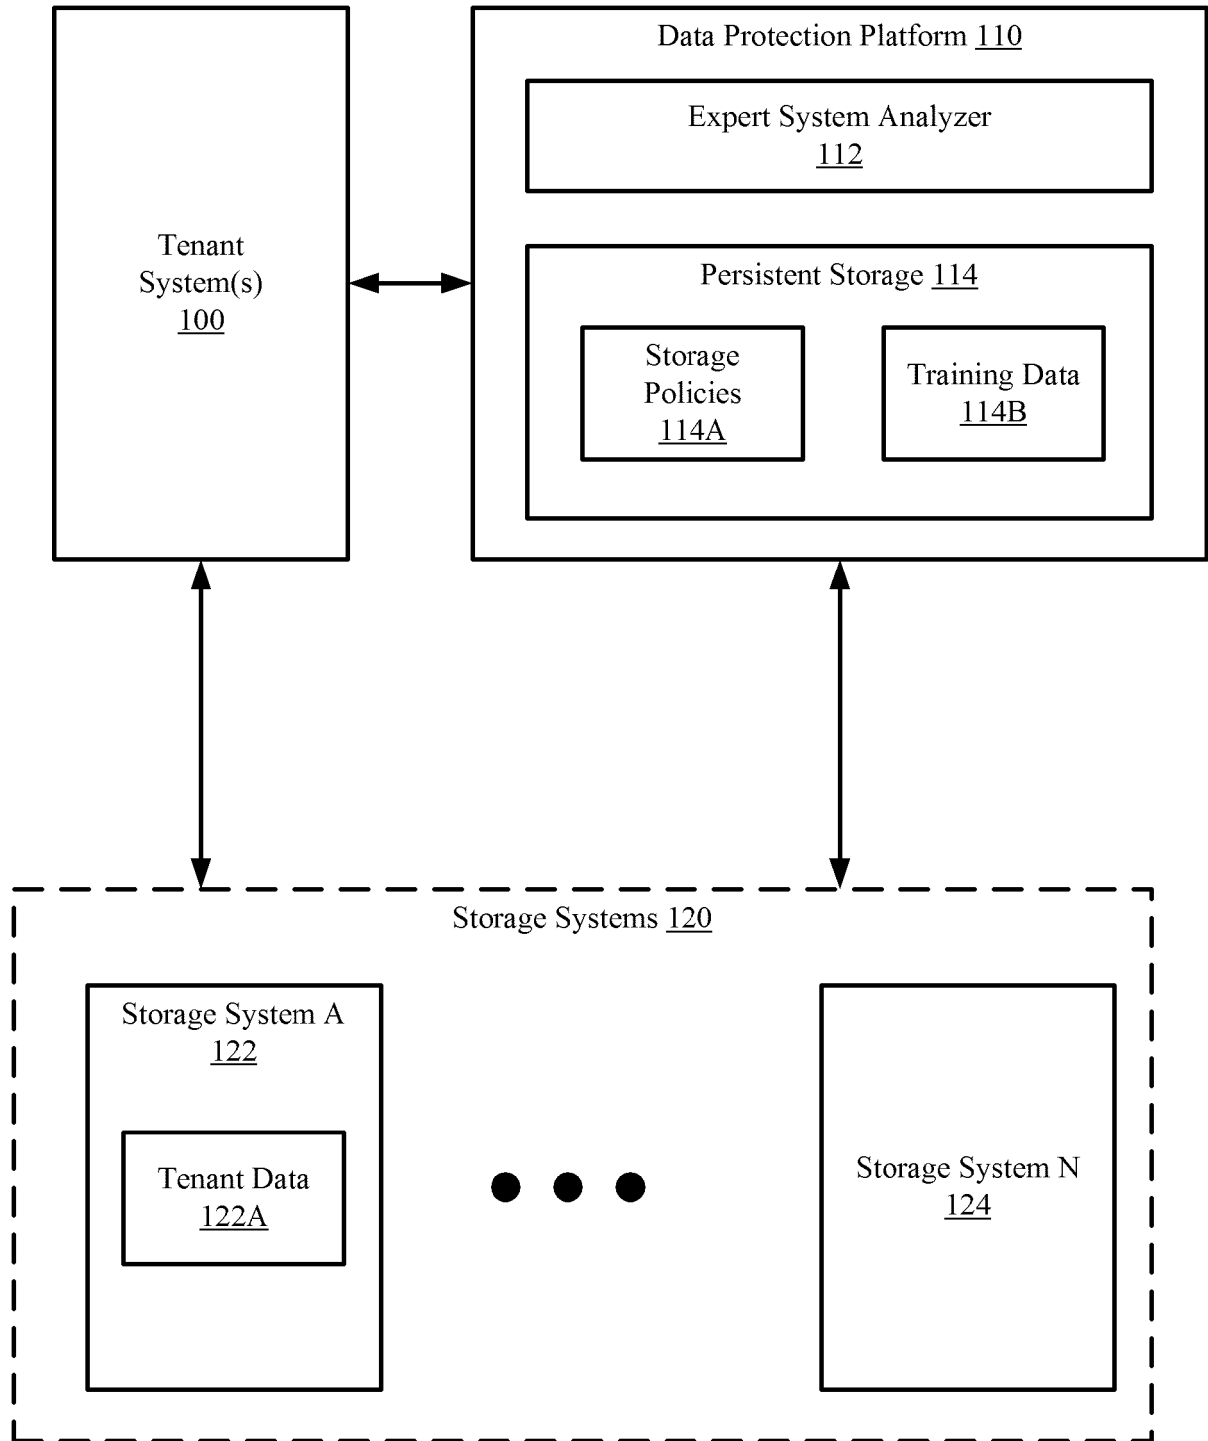 Data Protection Platform 110
Expert System Analyzer
112
Tenant
System(s)
100
Persistent Storage 114
Storage
Policies
114A
Training Data
114B
Storage Systems 120
Storage System A
122
Tenant Data
122A
Storage System N
124